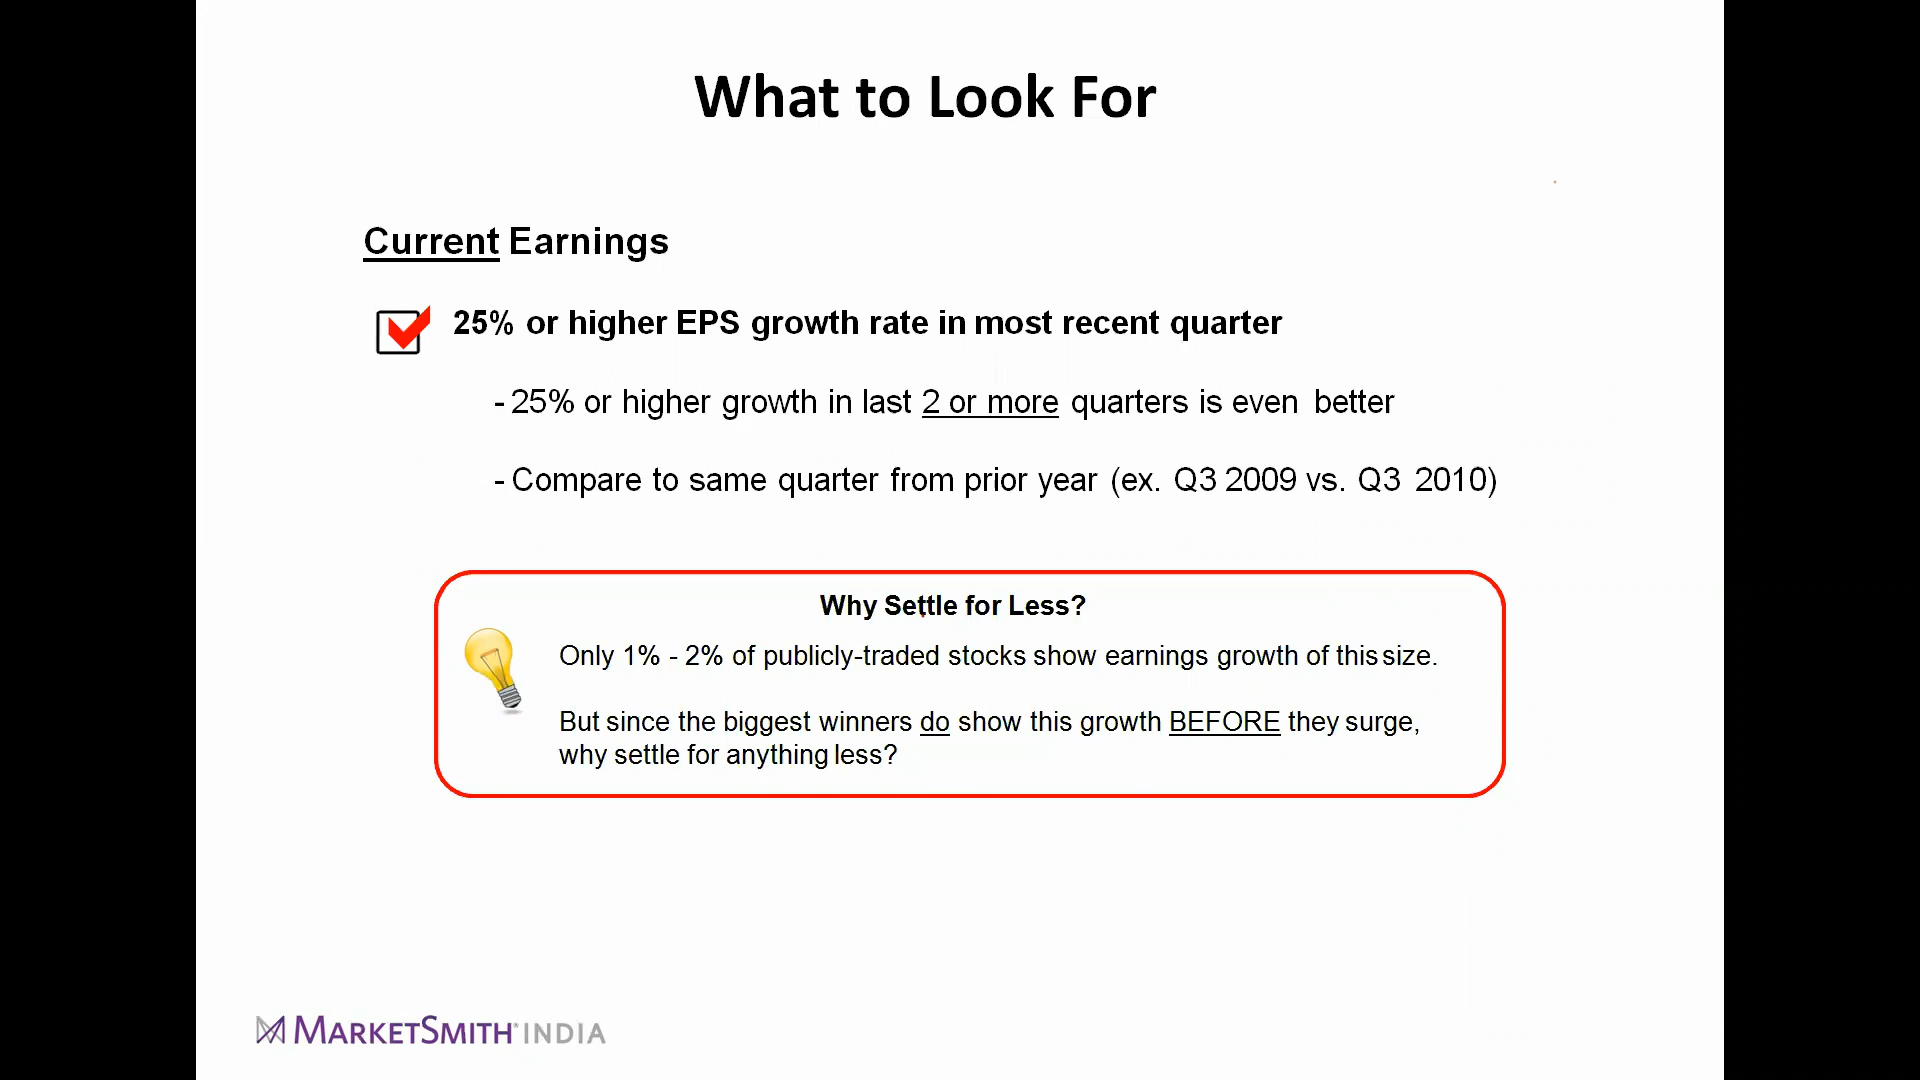 What to Look For
Current Earnings
25% or higher EPS growth rate in most recent quarter
- 25% or higher growth in last 2 or more quarters is even better
- Compare to same quarter from prior year (ex. Q3 2009 vs. Q3 2010)
Why Settle for Less?
Only 1% - 2% of publicly-traded stocks show earnings growth of this size.
But since the biggest winners do show this growth BEFORE they surge,
why settle for anything less?
MARKETSMITH INDIA